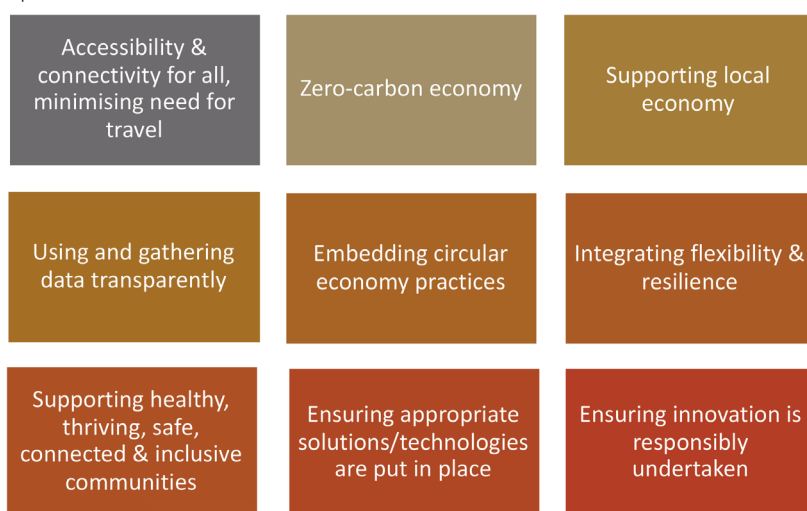 Accessibility &
connectivity for all,
minimising need for
travel
Zero-carbon economy
Supporting local
economy
Using and gathering
data transparently
Embedding circular
economy practices
Integrating flexibility &
resilience
Supporting healthy,
thriving, safe,
connected & inclusive
communities
Ensuring appropriate
solutions/technologies
are put in place
Ensuring innovation is
responsibly
undertaken